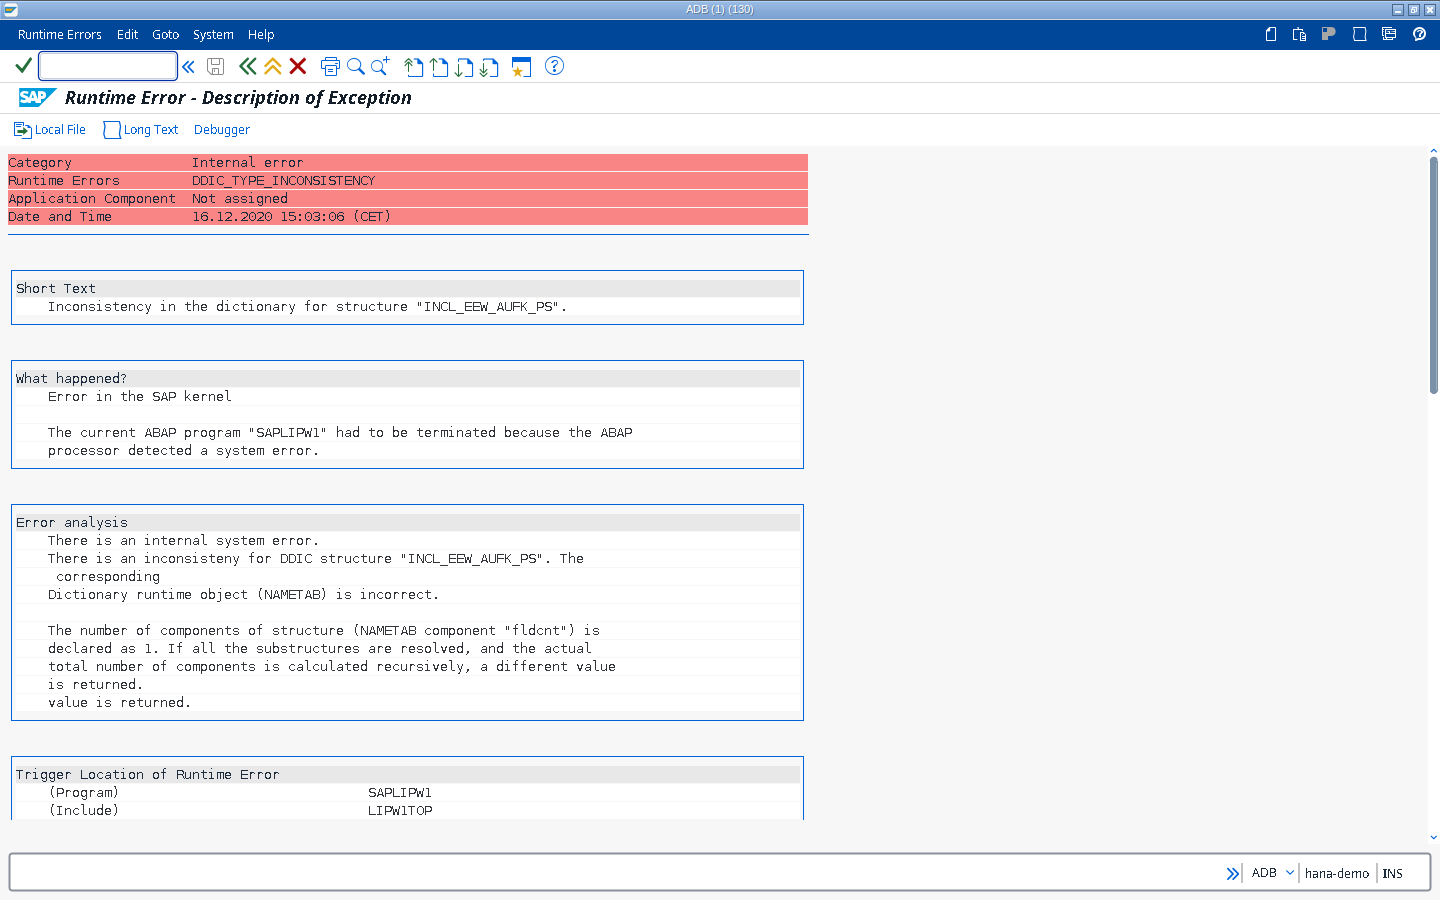 ADB (1) (130)
Runtime Errors Edit Goto System Help
SAP Runtime Error - Description of Exception
Local File Long Text Debugger
Category Internal error
Runtime Errors DDIC_TYPE_INCONSISTENCY
Application Component Not assigned
Date and Time 16.12.2020 15:03:06 (CET)
Short Text
Inconsistency in the dictionary for structure "INCL_EEW_AUFK_PS".
What happened?
Error in the SAP kernel
The current ABAP program "SAPLIPW1" had to be terminated because the ABAP
processor detected a system error.
Error analysis
There is an internal system error.
There is an inconsisteny for DDIC structure "INCL_EEW_AUFK_PS". The
corresponding
Dictionary runtime object (NAMETAB) is incorrect.
The number of components of structure (NAMETAB component "fldcnt") is
declared as 1. If all the substructures are resolved, and the actual
total number of components is calculated recursively, a different value
is returned.
value is returned.
Trigger Location of Runtime Error
(Program) SAPLIPW1
(Include) LIPW1TOP
ADB hana-demo INS